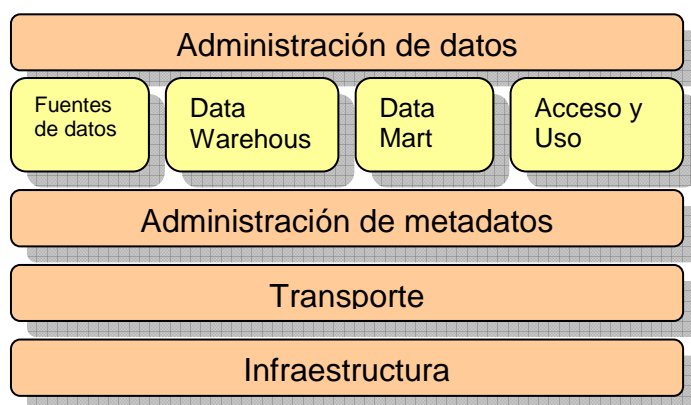 Administración de datos
Fuentes
de datos
Data
Warehous
Data
Mart
Acceso y
Uso
Administración de metadatos
Transporte
Infraestructura